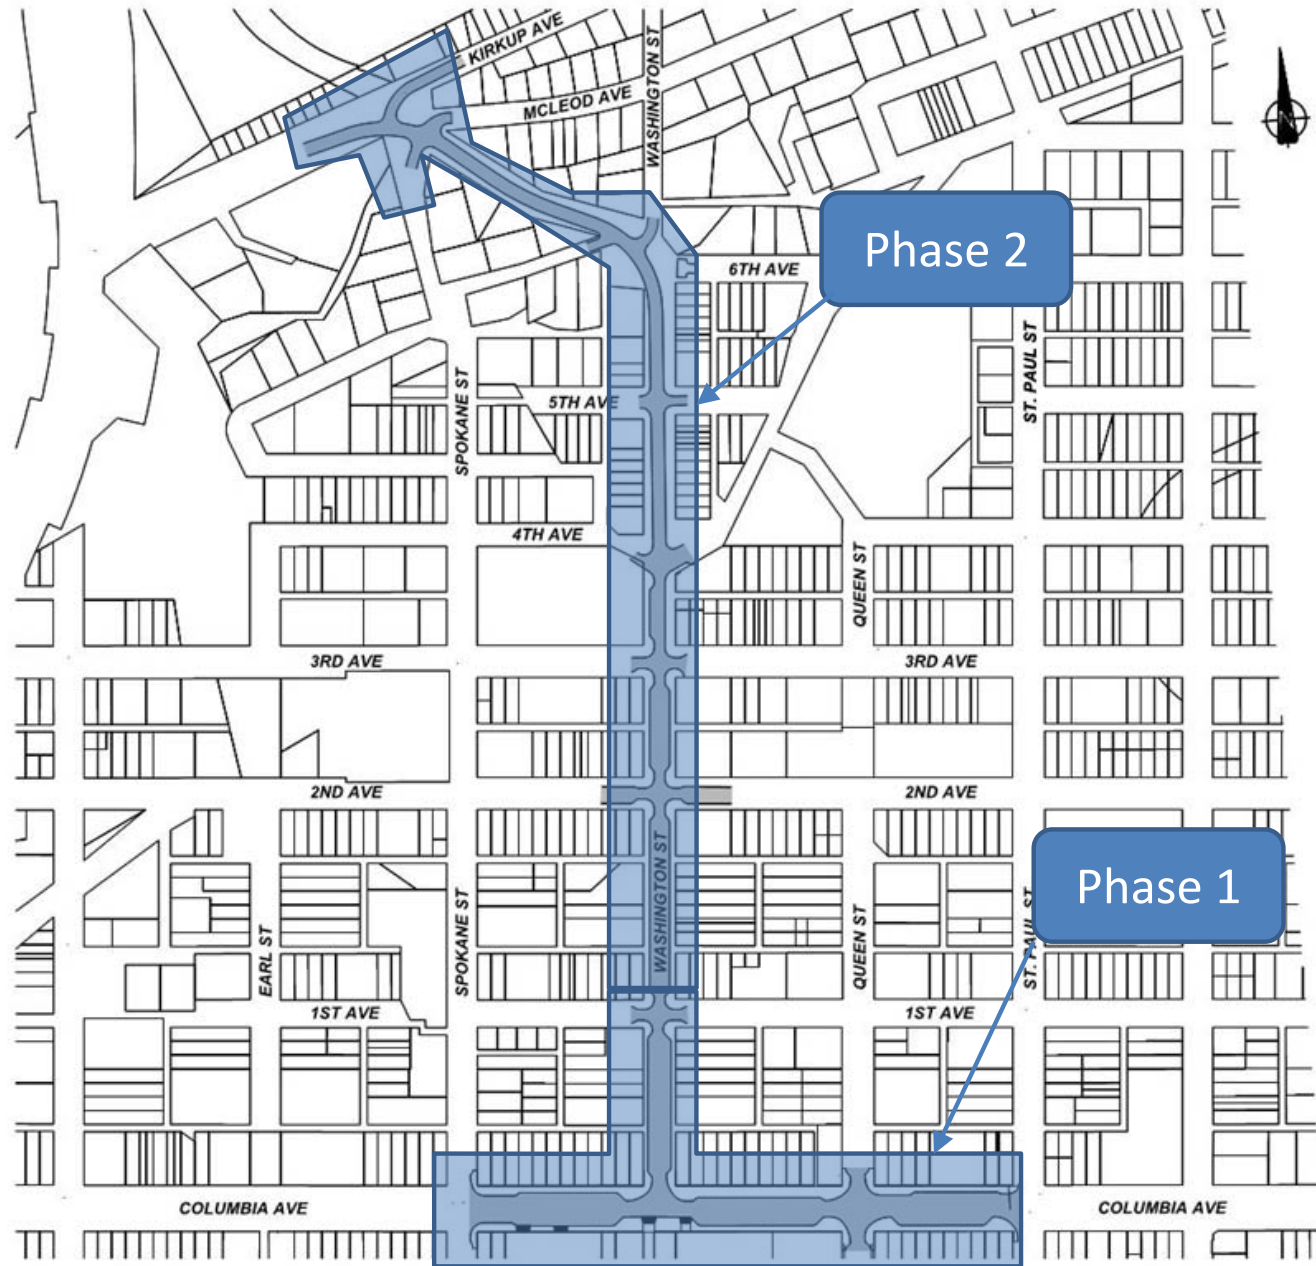 KIRKUP AVE
WASHINGTON ST
MCLEOD AVE
Phase 2
6TH AVE
ST. PAUL ST
SPOKANE ST
5TH AVE
4TH AVE
QUEEN ST
3RD AVE
3RD AVE
2ND AVE
2ND AVE
Phase 1
WASHINGTON ST
EARL ST
SPOKANE ST
QUEEN ST
ST. PAUL ST
1ST AVE
1ST AVE
COLUMBIA AVE
COLUMBIA AVE